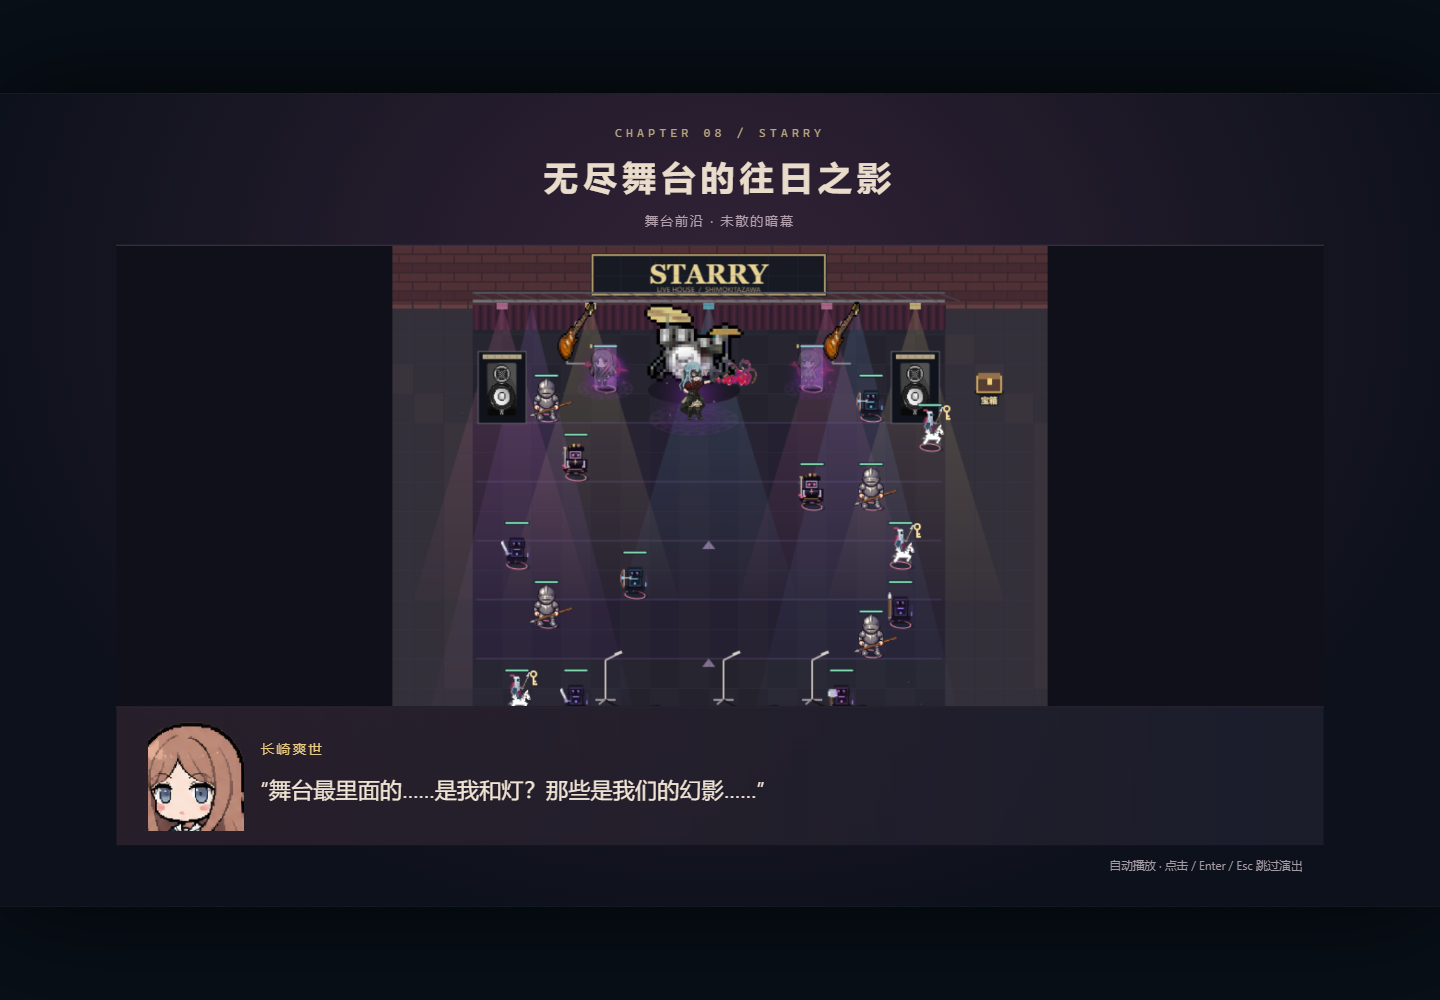 CHAPTER 08 / STARRY
无尽舞台的往日之影
舞台前沿 · 未散的暗幕
STARRY
LIVE HOUSE / SHIMOKITAZAWA
宝箱
长崎爽世
“舞台最里面的……是我和灯？那些是我们的幻影……”
自动播放 · 点击 / Enter / Esc 跳过演出